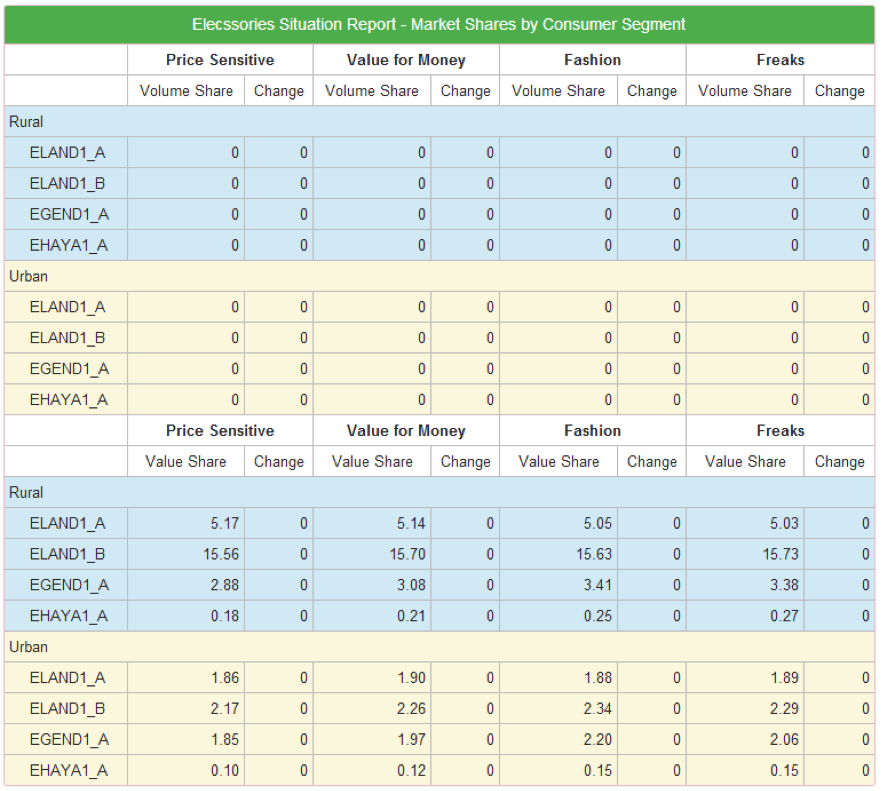 Elecssories Situation Report - Market Shares by Consumer Segment
Price Sensitive Value for Money Fashion Freaks
Volume Share Change Volume Share Change Volume Share Change Volume Share Change
Rural
ELAND1_A 0 0 0 0 0 0 0 0
ELAND1_B 0 0 0 0 0 0 0 0
EGEND1_A 0 0 0 0 0 0 0 0
EHAYA1_A 0 0 0 0 0 0 0 0
Urban
ELAND1_A 0 0 0 0 0 0 0 0
ELAND1_B 0 0 0 0 0 0 0 0
EGEND1_A 0 0 0 0 0 0 0 0
EHAYA1_A 0 0 0 0 0 0 0 0
Price Sensitive Value for Money Fashion Freaks
Value Share Change Value Share Change Value Share Change Value Share Change
Rural
ELAND1_A 5.17 0 5.14 0 5.05 0 5.03 0
ELAND1_B 15.56 0 15.70 0 15.63 0 15.73 0
EGEND1_A 2.88 0 3.08 0 3.41 0 3.38 0
EHAYA1_A 0.18 0 0.21 0 0.25 0 0.27 0
Urban
ELAND1_A 1.86 0 1.90 0 1.88 0 1.89 0
ELAND1_B 2.17 0 2.26 0 2.34 0 2.29 0
EGEND1_A 1.85 0 1.97 0 2.20 0 2.06 0
EHAYA1_A 0.10 0 0.12 0 0.15 0 0.15 0